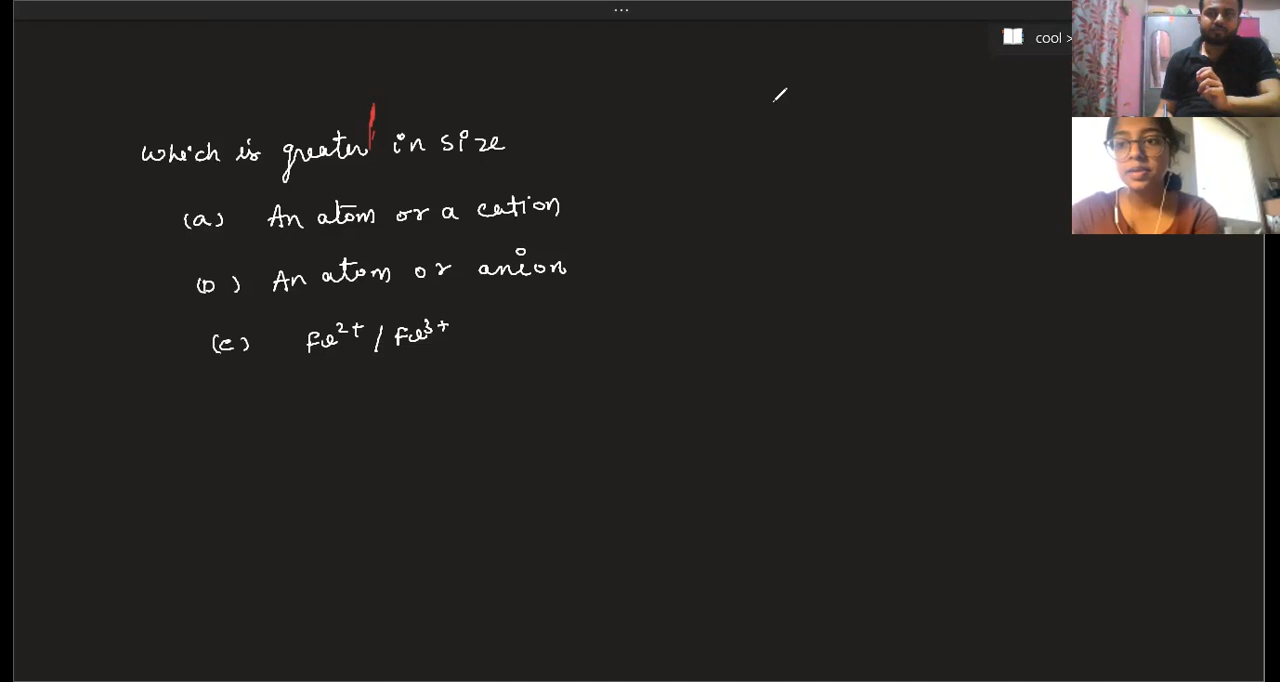 ...
cool >
which is greater in size
(a) An atom or a cation
(b) An atom or anion
(c) Fe²⁺ / Fe³⁺